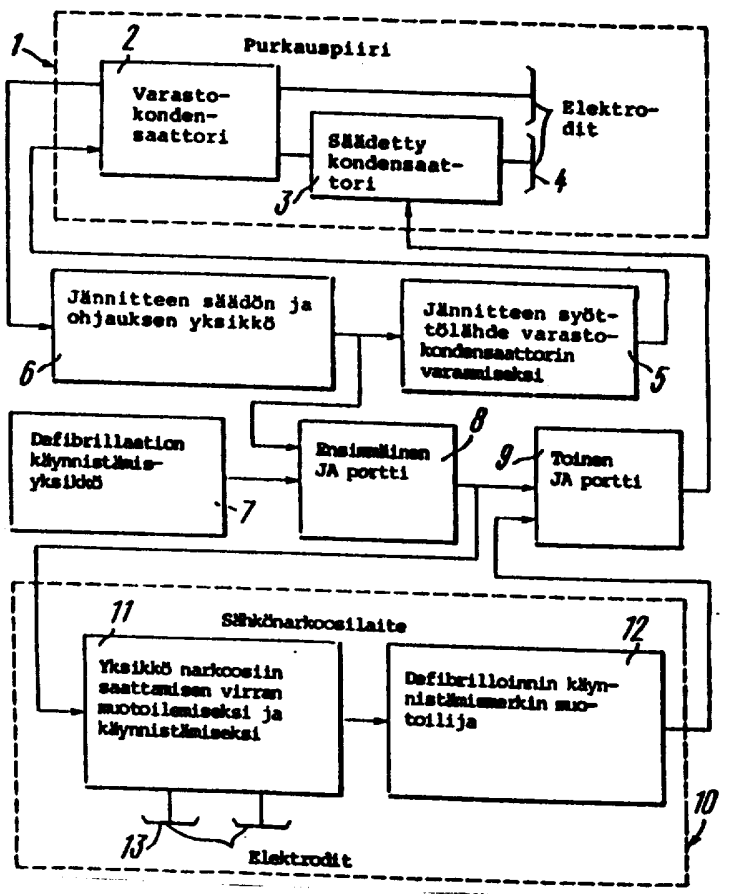 1
2
Purkauspiiri
Varasto-
konden-
saattori
Elektro-
dit
Säädetty
kondensaat-
tori
3
4
Jännitteen säädön ja
ohjauksen yksikkö
6
Jännitteen syöt-
tölähde varasto-
kondensaattorin
varaamiseksi
5
Defibrillaation
käynnistämis-
yksikkö
7
8
Ensimmäinen
JA portti
9
Toinen
JA portti
Sähkönarkoosilaite
11
Yksikkö narkoosiin
saattamisen virran
muotoilemiseksi ja
käynnistämiseksi
12
Defibrilloinnin käyn-
nistämismerkin muo-
toilija
10
13
Elektrodit